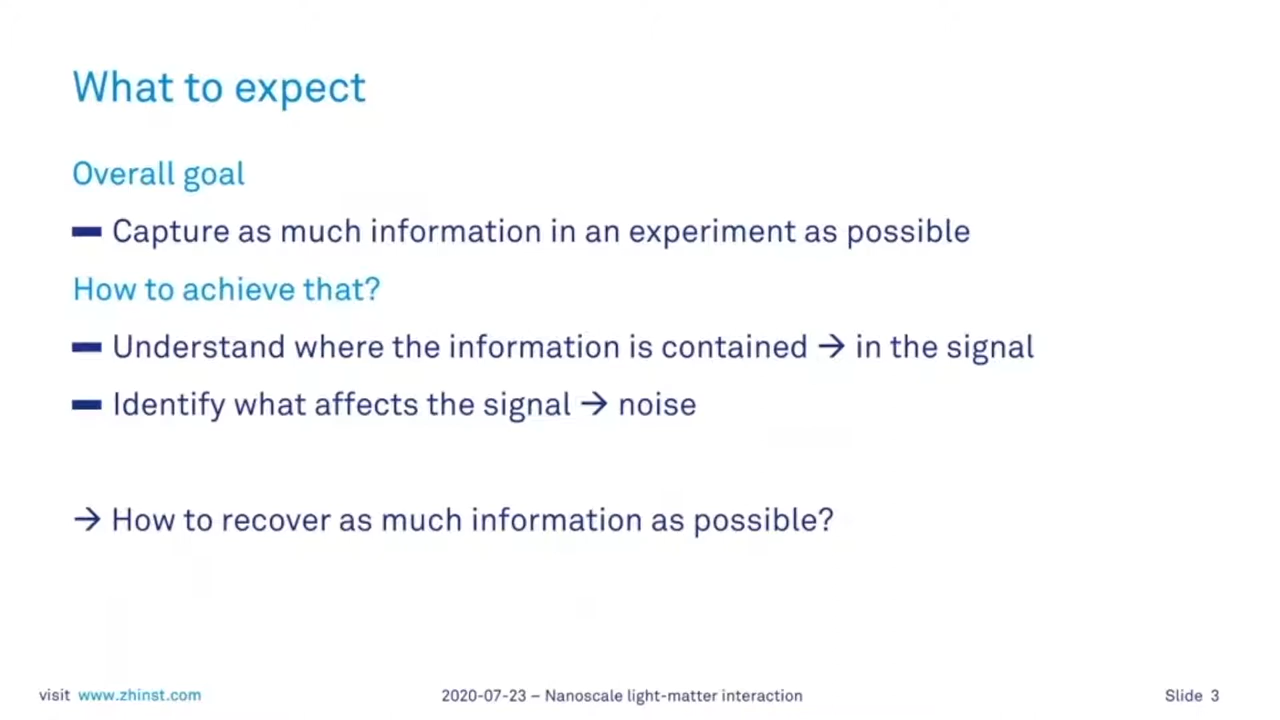 What to expect
Overall goal
▬ Capture as much information in an experiment as possible
How to achieve that?
▬ Understand where the information is contained → in the signal
▬ Identify what affects the signal → noise
→ How to recover as much information as possible?
visit www.zhinst.com
2020-07-23 – Nanoscale light-matter interaction
Slide 3